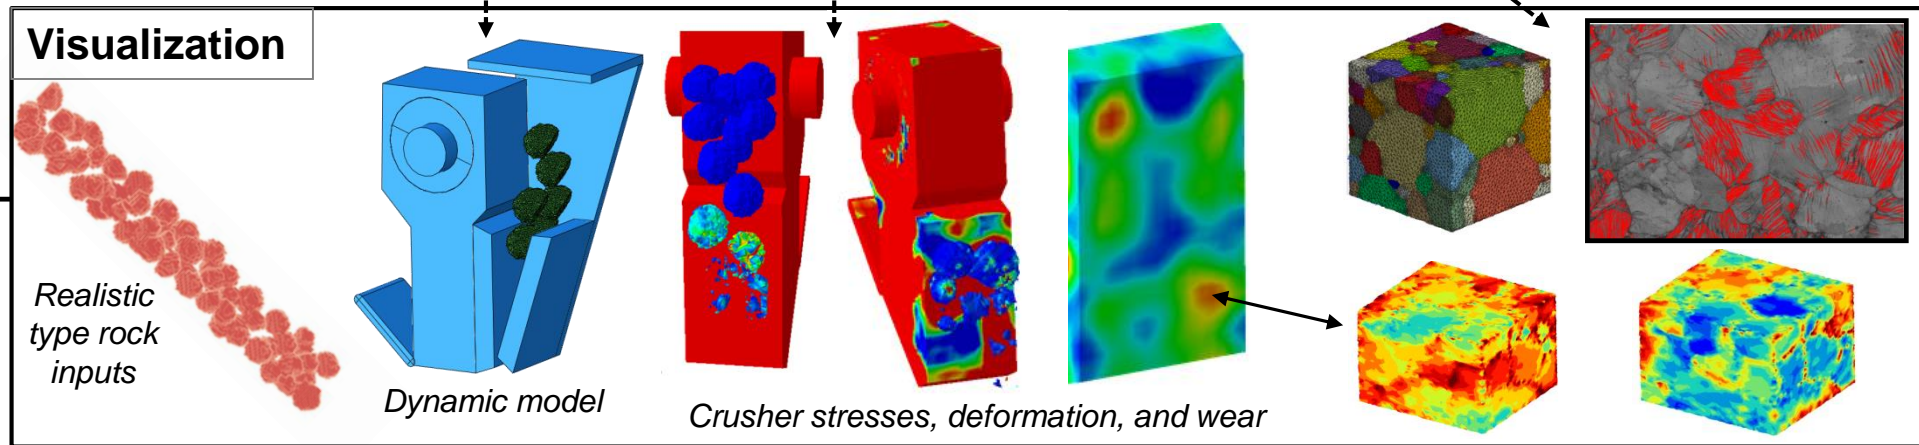 Visualization
Realistic
type rock
inputs
Dynamic model
Crusher stresses, deformation, and wear